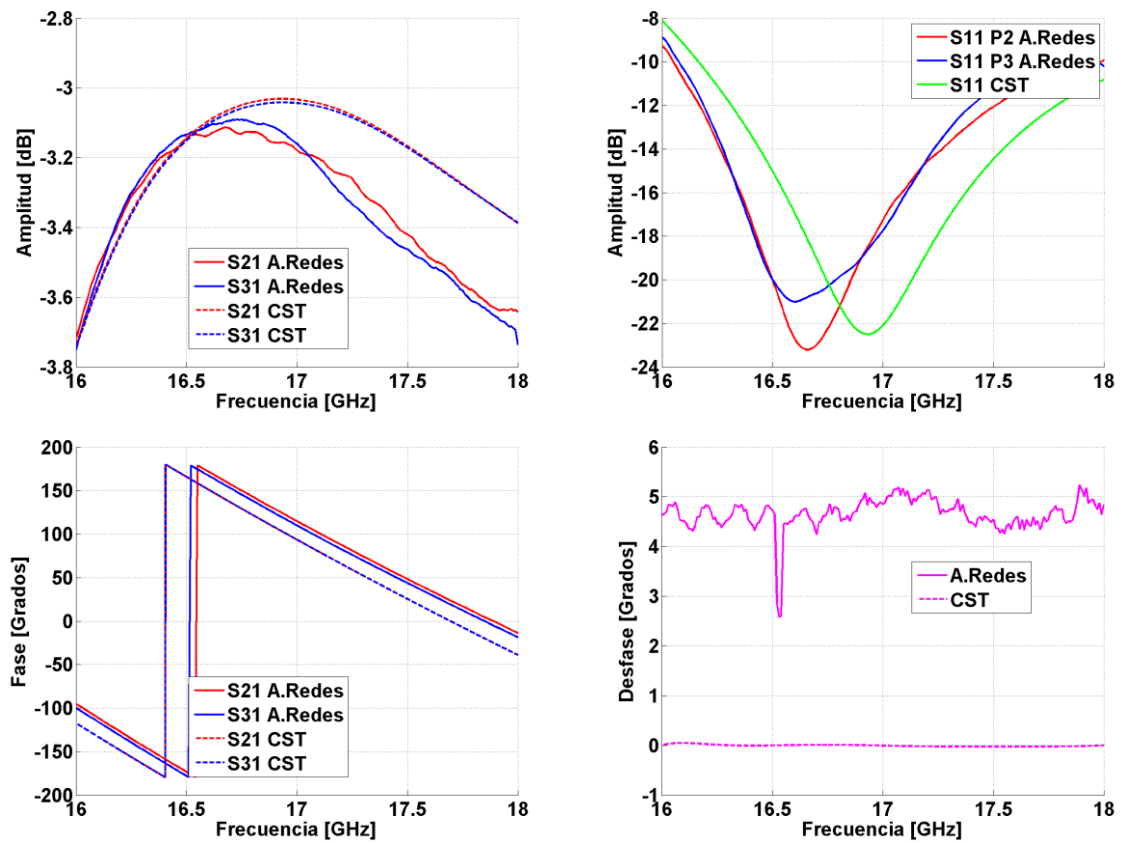 -2.8
-3
-3.2
-3.4
-3.6
-3.8
Amplitud [dB]
S21 A.Redes
S31 A.Redes
S21 CST
S31 CST
16
16.5
17
17.5
18
Frecuencia [GHz]
-8
-10
-12
-14
-16
-18
-20
-22
-24
Amplitud [dB]
S11 P2 A.Redes
S11 P3 A.Redes
S11 CST
16
16.5
17
17.5
18
Frecuencia [GHz]
200
150
100
50
0
-50
-100
-150
-200
Fase [Grados]
S21 A.Redes
S31 A.Redes
S21 CST
S31 CST
16
16.5
17
17.5
18
Frecuencia [GHz]
6
5
4
3
2
1
0
-1
Desfase [Grados]
A.Redes
CST
16
16.5
17
17.5
18
Frecuencia [GHz]